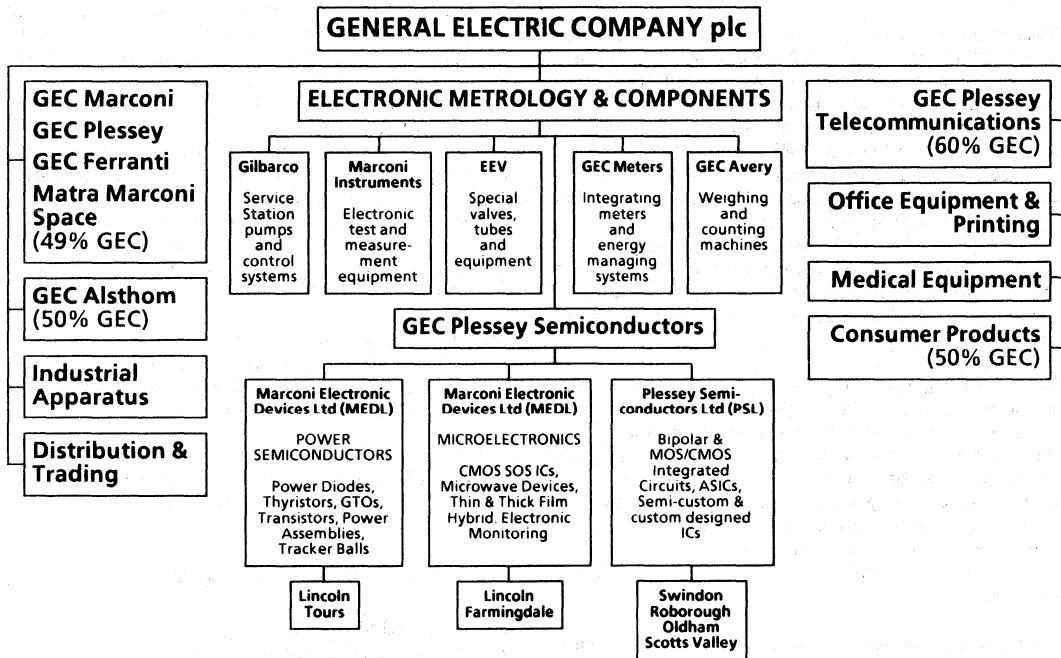 GENERAL ELECTRIC COMPANY plc
GEC Marconi
GEC Plessey
GEC Ferranti
Matra Marconi
Space
(49% GEC)
GEC Alsthom
(50% GEC)
Industrial
Apparatus
Distribution &
Trading
ELECTRONIC METROLOGY & COMPONENTS
Gilbarco
Service
Station
pumps
and
control
systems
Marconi
Instruments
Electronic
test and
measure-
ment
equipment
EEV
Special
valves,
tubes
and
equipment
GEC Meters
Integrating
meters
and
energy
managing
systems
GEC Avery
Weighing
and
counting
machines
GEC Plessey Semiconductors
Marconi Electronic
Devices Ltd (MEDL)
POWER
SEMICONDUCTORS
Power Diodes,
Thyristors, GTOs,
Transistors, Power
Assemblies,
Tracker Balls
Lincoln
Tours
Marconi Electronic
Devices Ltd (MEDL)
MICROELECTRONICS
CMOS SOS ICs,
Microwave Devices,
Thin & Thick Film
Hybrid. Electronic
Monitoring
Lincoln
Farmingdale
Plessey Semi-
conductors Ltd (PSL)
Bipolar &
MOS/CMOS
Integrated
Circuits, ASICs,
Semi-custom &
custom designed
ICs
Swindon
Roborough
Oldham
Scotts Valley
GEC Plessey
Telecommunications
(60% GEC)
Office Equipment &
Printing
Medical Equipment
Consumer Products
(50% GEC)